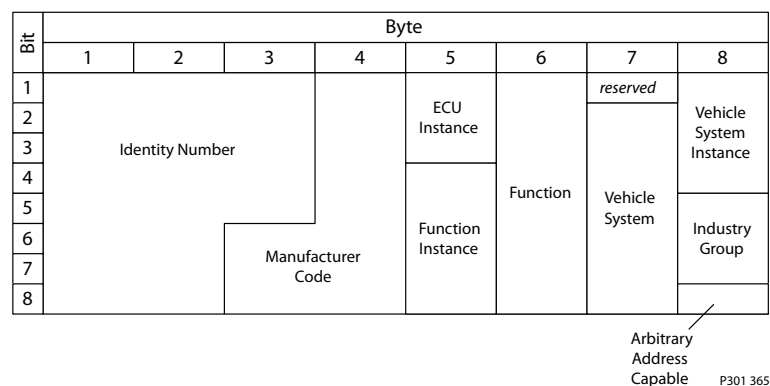 Bit
Byte
1 2 3 4 5 6 7 8
1
2
3
4
5
6
7
8
Identity Number
Manufacturer
Code
ECU
Instance
Function
Instance
Function
reserved
Vehicle
System
Vehicle
System
Instance
Industry
Group
Arbitrary
Address
Capable
P301 365